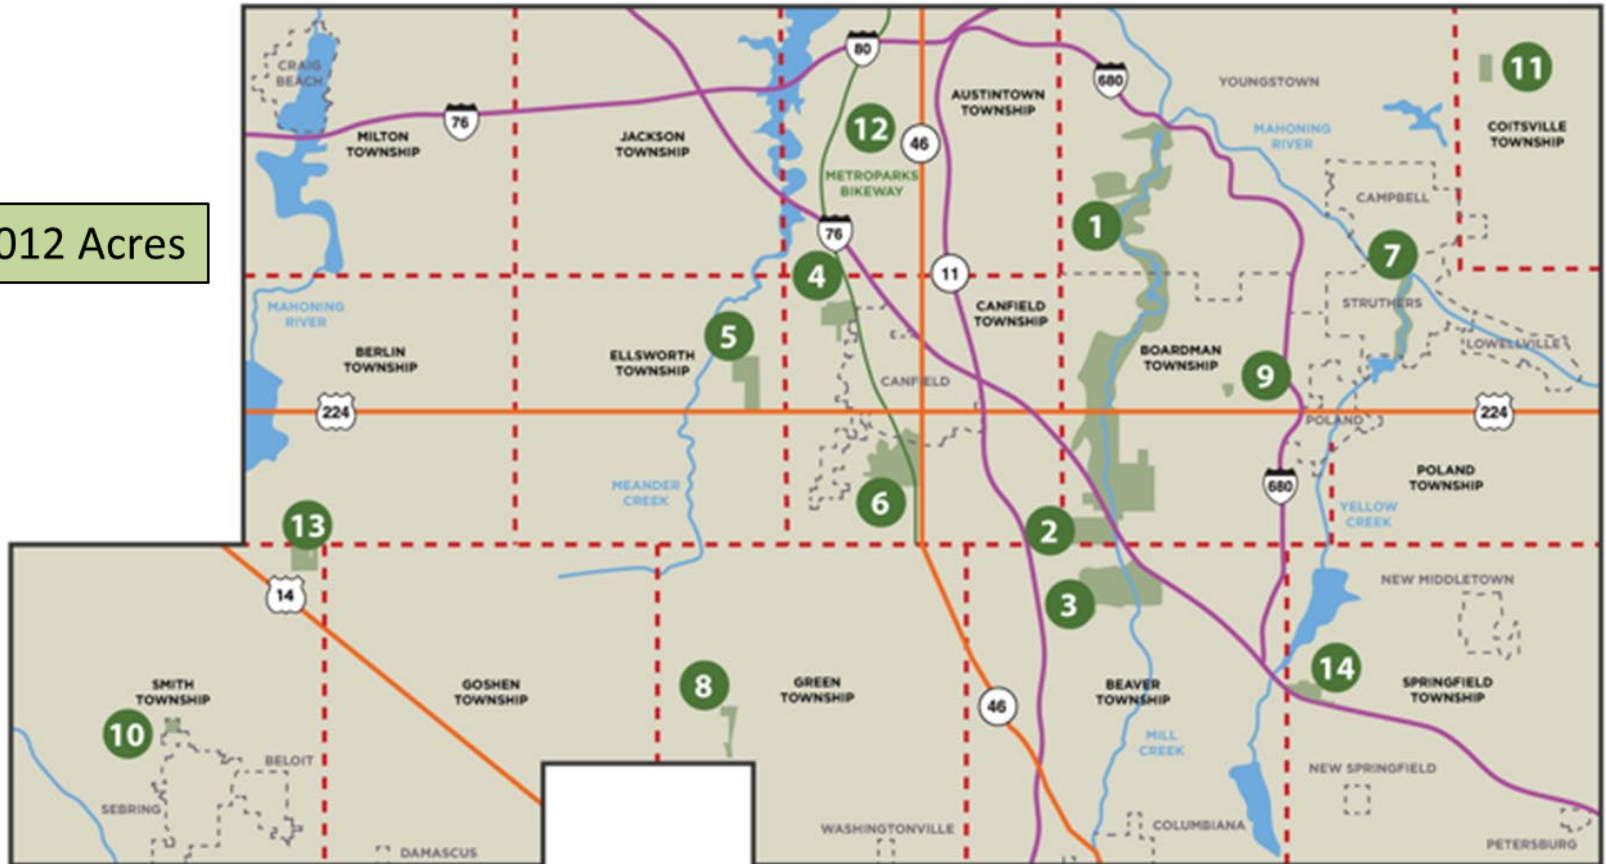 80
11
CRAIG
BEACH
680
YOUNGSTOWN
AUSTINTOWN
TOWNSHIP
76
12
46
MILTON
TOWNSHIP
JACKSON
TOWNSHIP
MAHONING
RIVER
COITSVILLE
TOWNSHIP
METROPARKS
BIKEWAY
CAMPBELL
1
76
012 Acres
7
4
11
MAHONING
RIVER
CANFIELD
TOWNSHIP
STRUTHERS
5
BERLIN
TOWNSHIP
ELLSWORTH
TOWNSHIP
BOARDMAN
TOWNSHIP
LOWELLVILLE
9
CANFIELD
224
224
POLAND
MEANDER
CREEK
6
680
POLAND
TOWNSHIP
YELLOW
CREEK
13
2
14
3
NEW MIDDLETOWN
SMITH
TOWNSHIP
GOSHEN
TOWNSHIP
8
GREEN
TOWNSHIP
46
BEAVER
TOWNSHIP
14
SPRINGFIELD
TOWNSHIP
10
MILL
CREEK
BELOIT
NEW SPRINGFIELD
SEBRING
WASHINGTONVILLE
COLUMBIANA
PETERSBURG
DAMASCUS